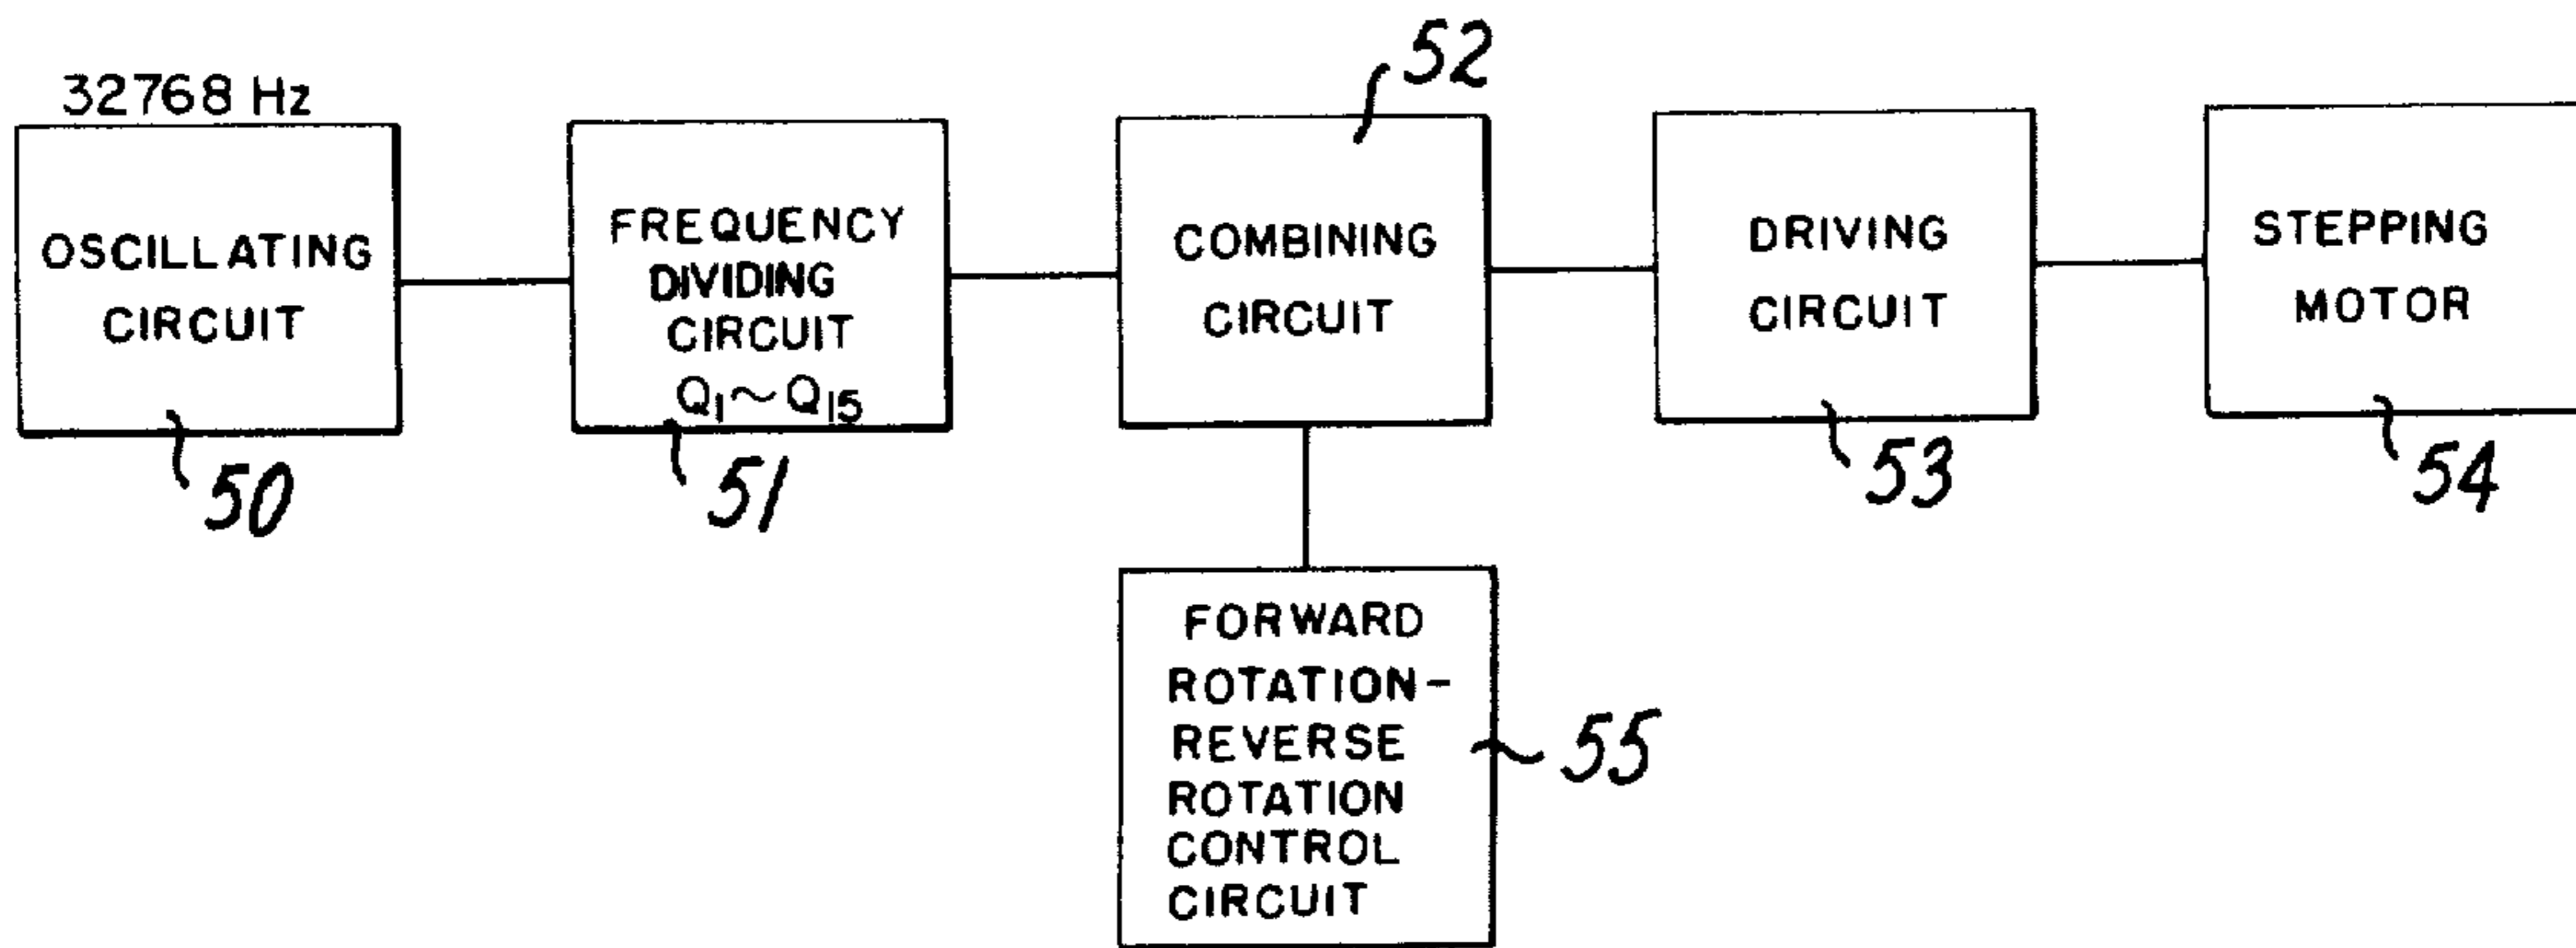 32768 Hz
OSCILLATING
CIRCUIT
50
FREQUENCY
DIVIDING
CIRCUIT
Q1~Q15
51
52
COMBINING
CIRCUIT
DRIVING
CIRCUIT
53
STEPPING
MOTOR
54
FORWARD
ROTATION-
REVERSE
ROTATION
CONTROL
CIRCUIT
55